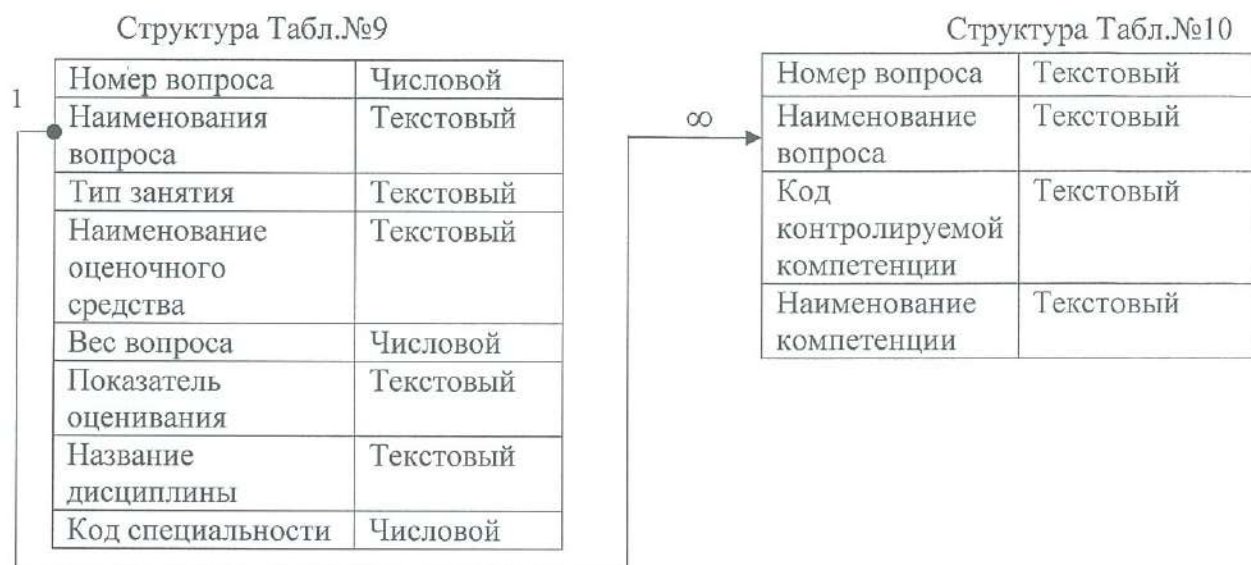 Структура Табл.№9
Номер вопроса Числовой
1
Наименования Текстовый
вопроса
Тип занятия Текстовый
Наименование Текстовый
оценочного
средства
Вес вопроса Числовой
Показатель Текстовый
оценивания
Название Текстовый
дисциплины
Код специальности Числовой
Структура Табл.№10
Номер вопроса Текстовый
∞
Наименование Текстовый
вопроса
Код Текстовый
контролируемой
компетенции
Наименование Текстовый
компетенции